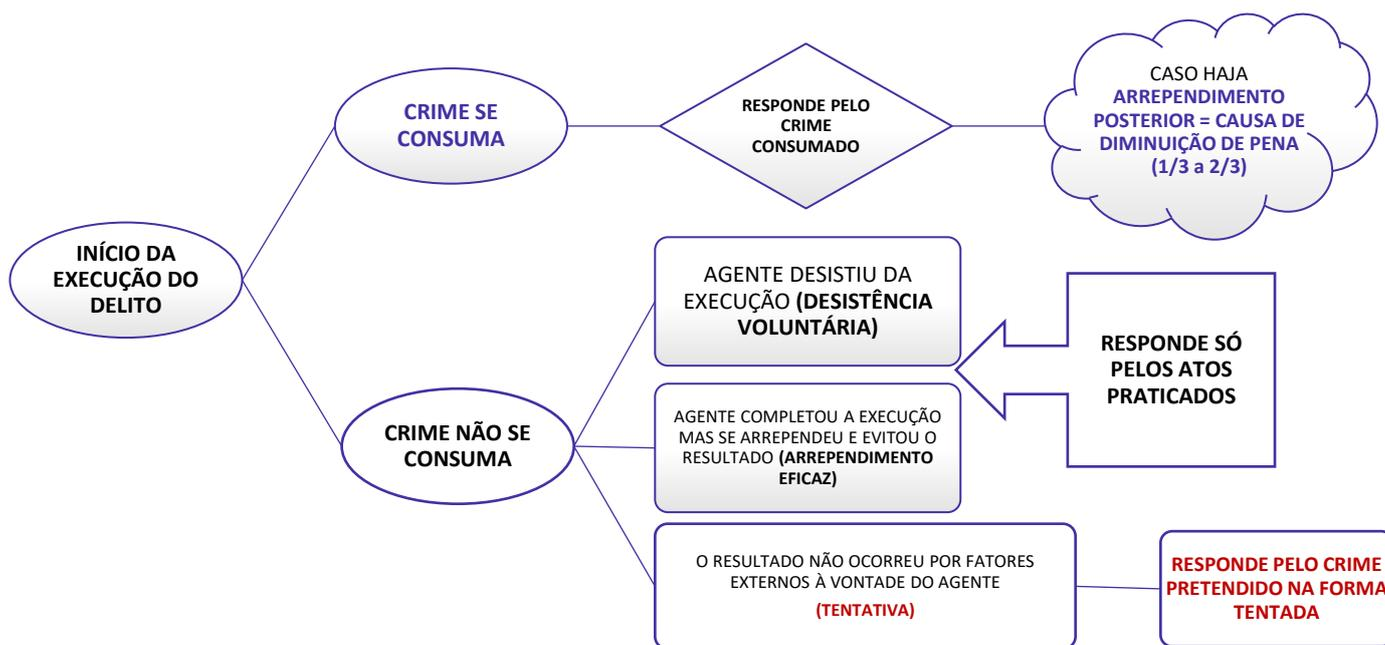 INÍCIO DA
EXECUÇÃO DO
DELITO
CRIME SE
CONSUMA
RESPONDE PELO
CRIME
CONSUMADO
CASO HAJA
ARREPENDIMENTO
POSTERIOR = CAUSA DE
DIMINUIÇÃO DE PENA
(1/3 a 2/3)
CRIME NÃO SE
CONSUMA
AGENTE DESISTIU DA
EXECUÇÃO (DESISTÊNCIA
VOLUNTÁRIA)
AGENTE COMPLETOU A EXECUÇÃO
MAS SE ARREPENDEU E EVITOU O
RESULTADO (ARREPENDIMENTO
EFICAZ)
RESPONDE SÓ
PELOS ATOS
PRATICADOS
O RESULTADO NÃO OCORREU POR FATORES
EXTERNOS À VONTADE DO AGENTE
(TENTATIVA)
RESPONDE PELO CRIME
PRETENDIDO NA FORMA
TENTADA